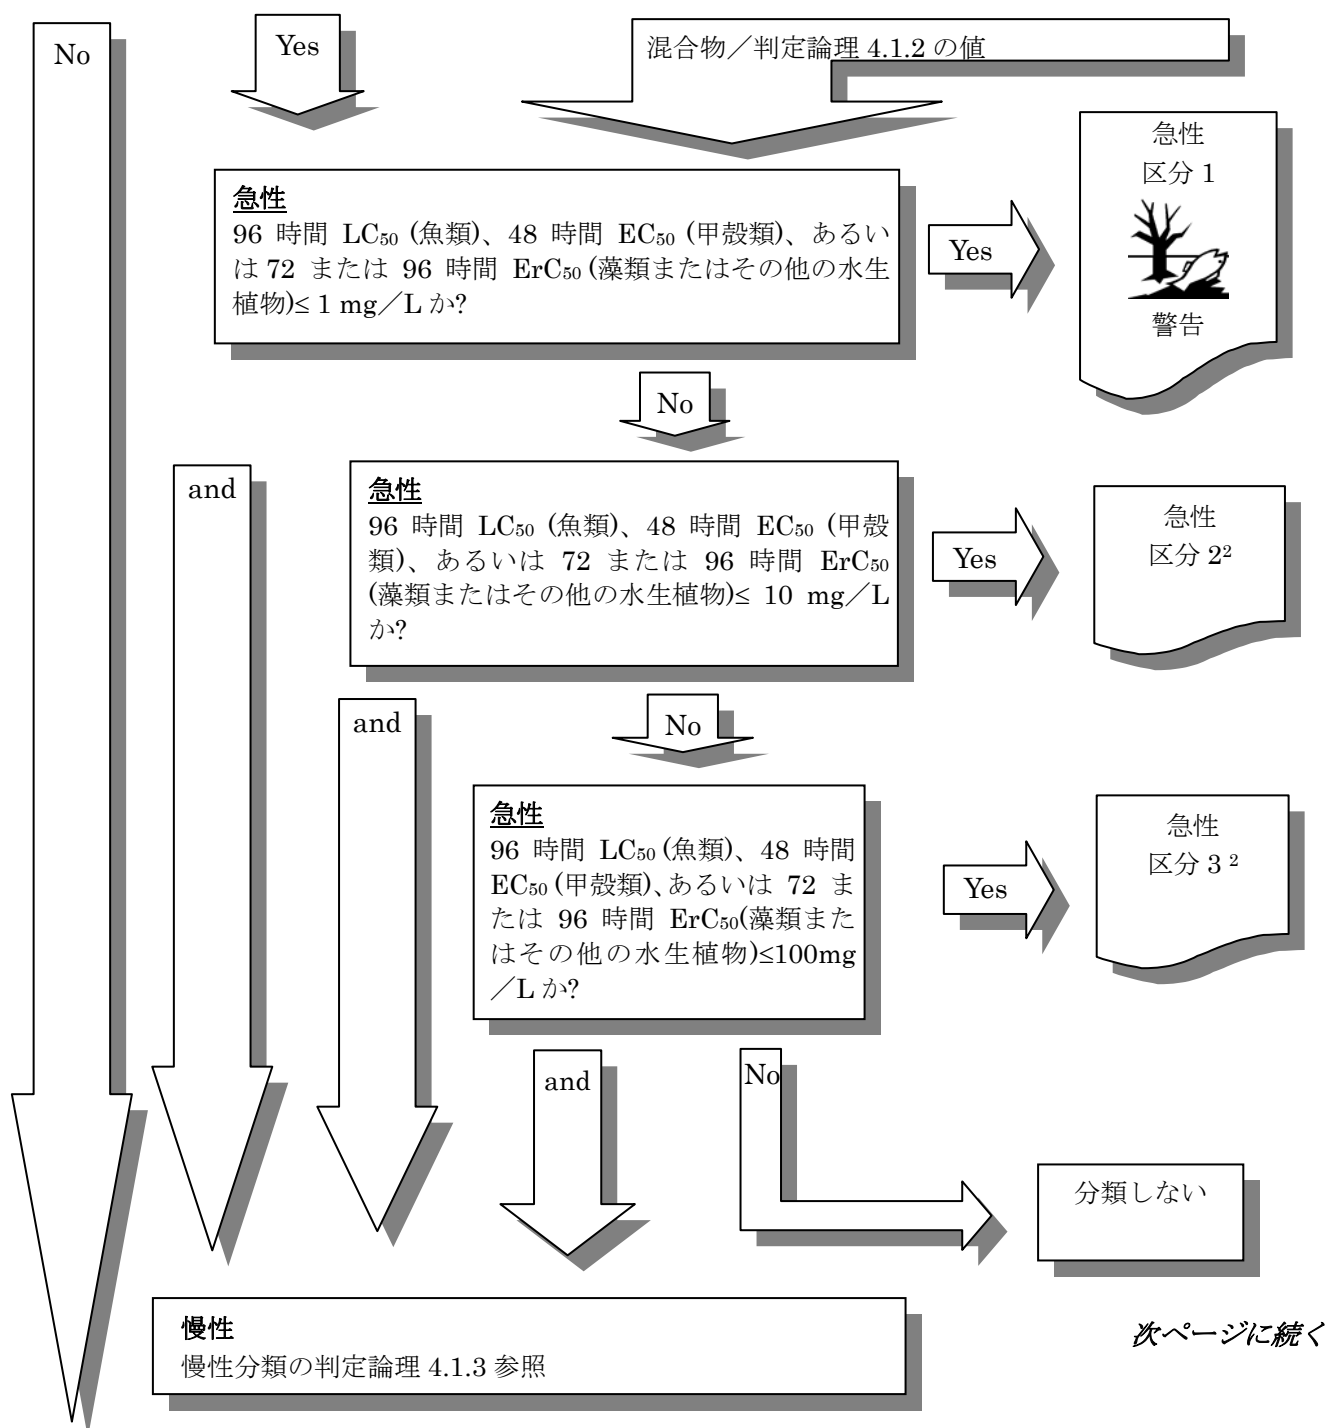 No
Yes
混合物／判定論理 4.1.2 の値
急性
96 時間 LC₅₀ (魚類)、48 時間 EC₅₀ (甲殻類)、あるい
は 72 または 96 時間 ErC₅₀ (藻類またはその他の水生
植物)≤ 1 mg／L か?
Yes
急性
区分 1
警告
No
and
急性
96 時間 LC₅₀ (魚類)、48 時間 EC₅₀ (甲殻
類)、あるいは 72 または 96 時間 ErC₅₀
(藻類またはその他の水生植物)≤ 10 mg／L
か?
Yes
急性
区分 2²
and
No
急性
96 時間 LC₅₀ (魚類)、48 時間
EC₅₀ (甲殻類)、あるいは 72 ま
たは 96 時間 ErC₅₀(藻類また
はその他の水生植物)≤100mg
／L か?
Yes
急性
区分 3 ²
and
No
分類しない
慢性
慢性分類の判定論理 4.1.3 参照
次ページに続く